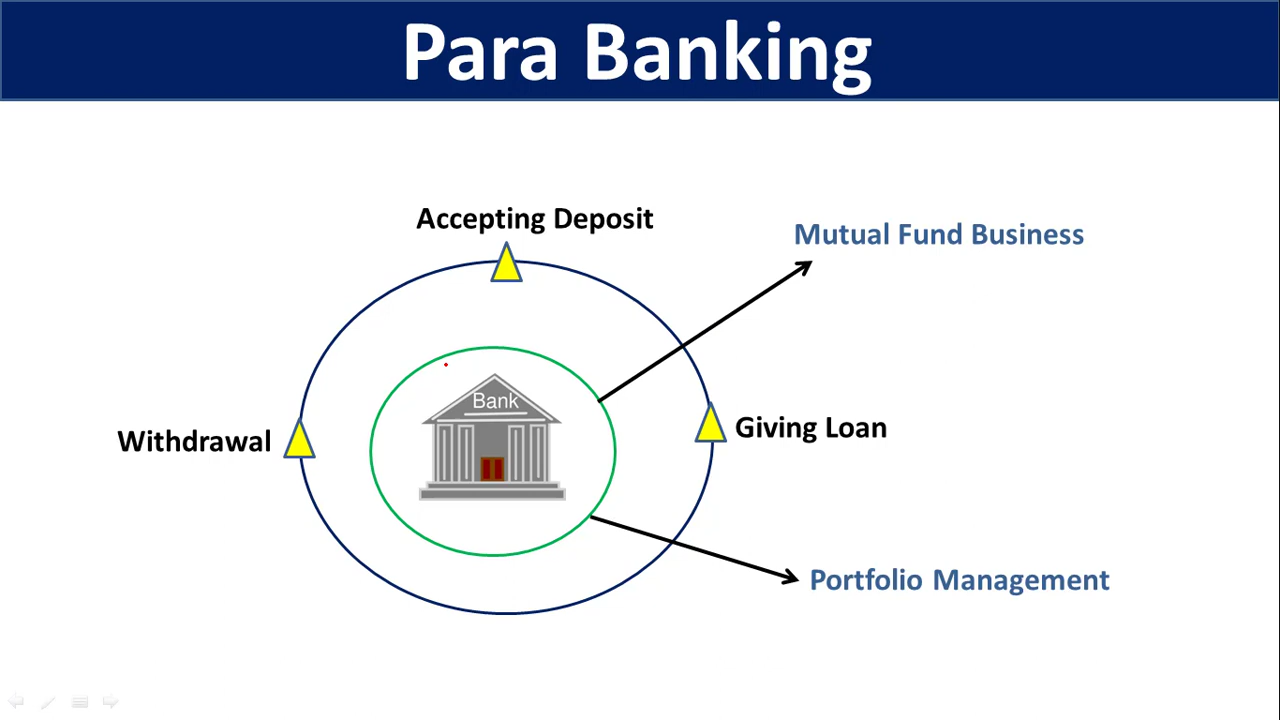 Para Banking
Accepting Deposit
Mutual Fund Business
Bank
Withdrawal
Giving Loan
Portfolio Management